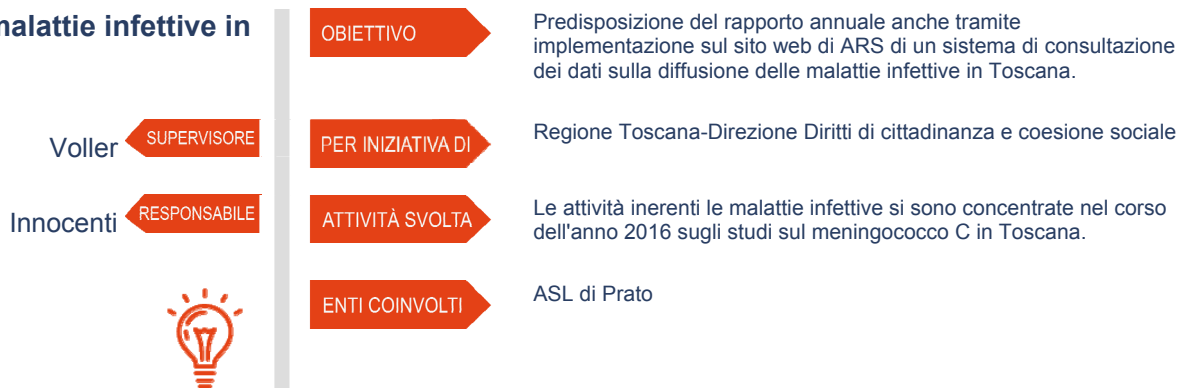 malattie infettive in
OBIETTIVO
Predisposizione del rapporto annuale anche tramite
implementazione sul sito web di ARS di un sistema di consultazione
dei dati sulla diffusione delle malattie infettive in Toscana.
Voller SUPERVISORE
PER INIZIATIVA DI
Regione Toscana-Direzione Diritti di cittadinanza e coesione sociale
Innocenti RESPONSABILE
ATTIVITÀ SVOLTA
Le attività inerenti le malattie infettive si sono concentrate nel corso
dell'anno 2016 sugli studi sul meningococco C in Toscana.
ENTI COINVOLTI
ASL di Prato